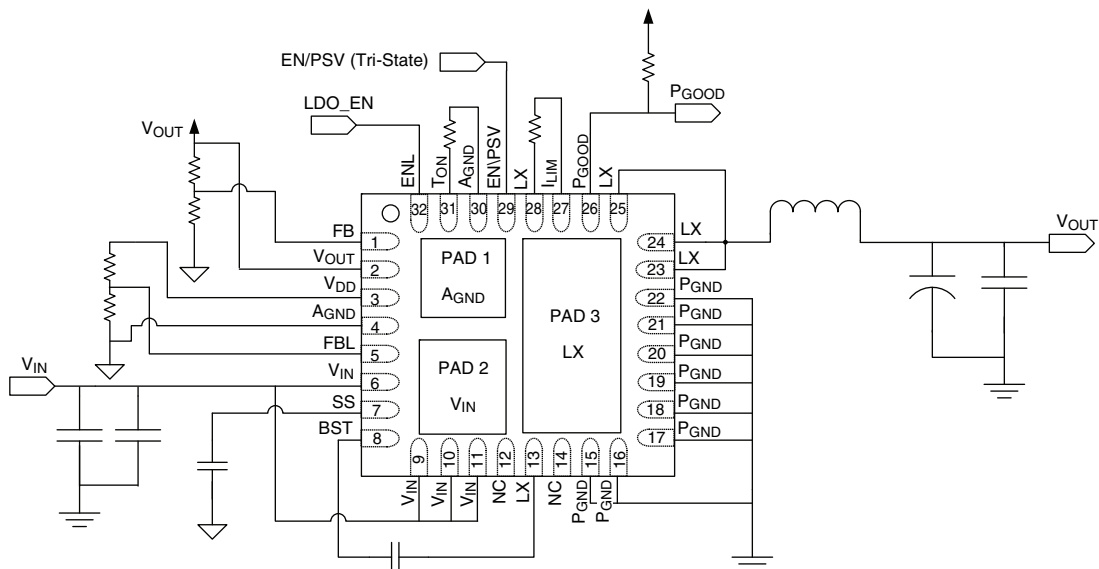 EN/PSV (Tri-State)
PGOOD
LDO_EN
VOUT
ENL
TON
AGND
EN\PSV
LX
ILIM
PGOOD
LX
32
31
30
29
28
27
26
25
FB
1
VOUT
2
VDD
3
AGND
4
FBL
5
VIN
VIN
6
SS
7
BST
8
PAD 1
AGND
PAD 2
VIN
PAD 3
LX
24
LX
23
LX
22
PGND
21
PGND
20
PGND
19
PGND
18
PGND
17
PGND
VOUT
9
10
11
12
13
14
15
16
VIN
VIN
VIN
NC
LX
NC
PGND
PGND